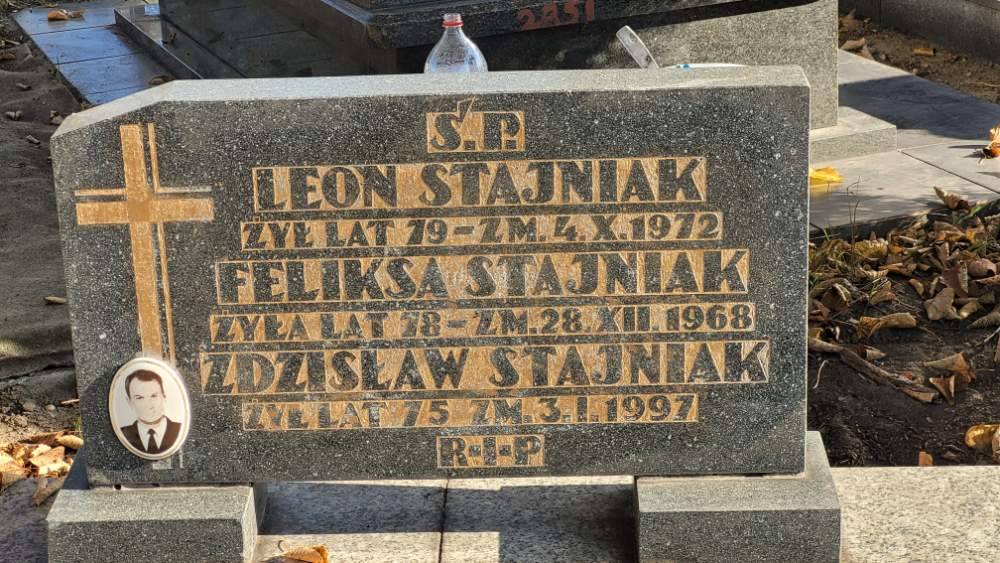 2451
Ś.P.
LEON STAJNIAK
ŻYŁ LAT 79-ZM. 4.X.1972
FELIKSA STAJNIAK
ŻYŁA LAT 78-ZM.28.XII.1968
ZDZISŁAW STAJNIAK
ŻYŁ LAT 75 ZM.3.I.1997
R-I-P